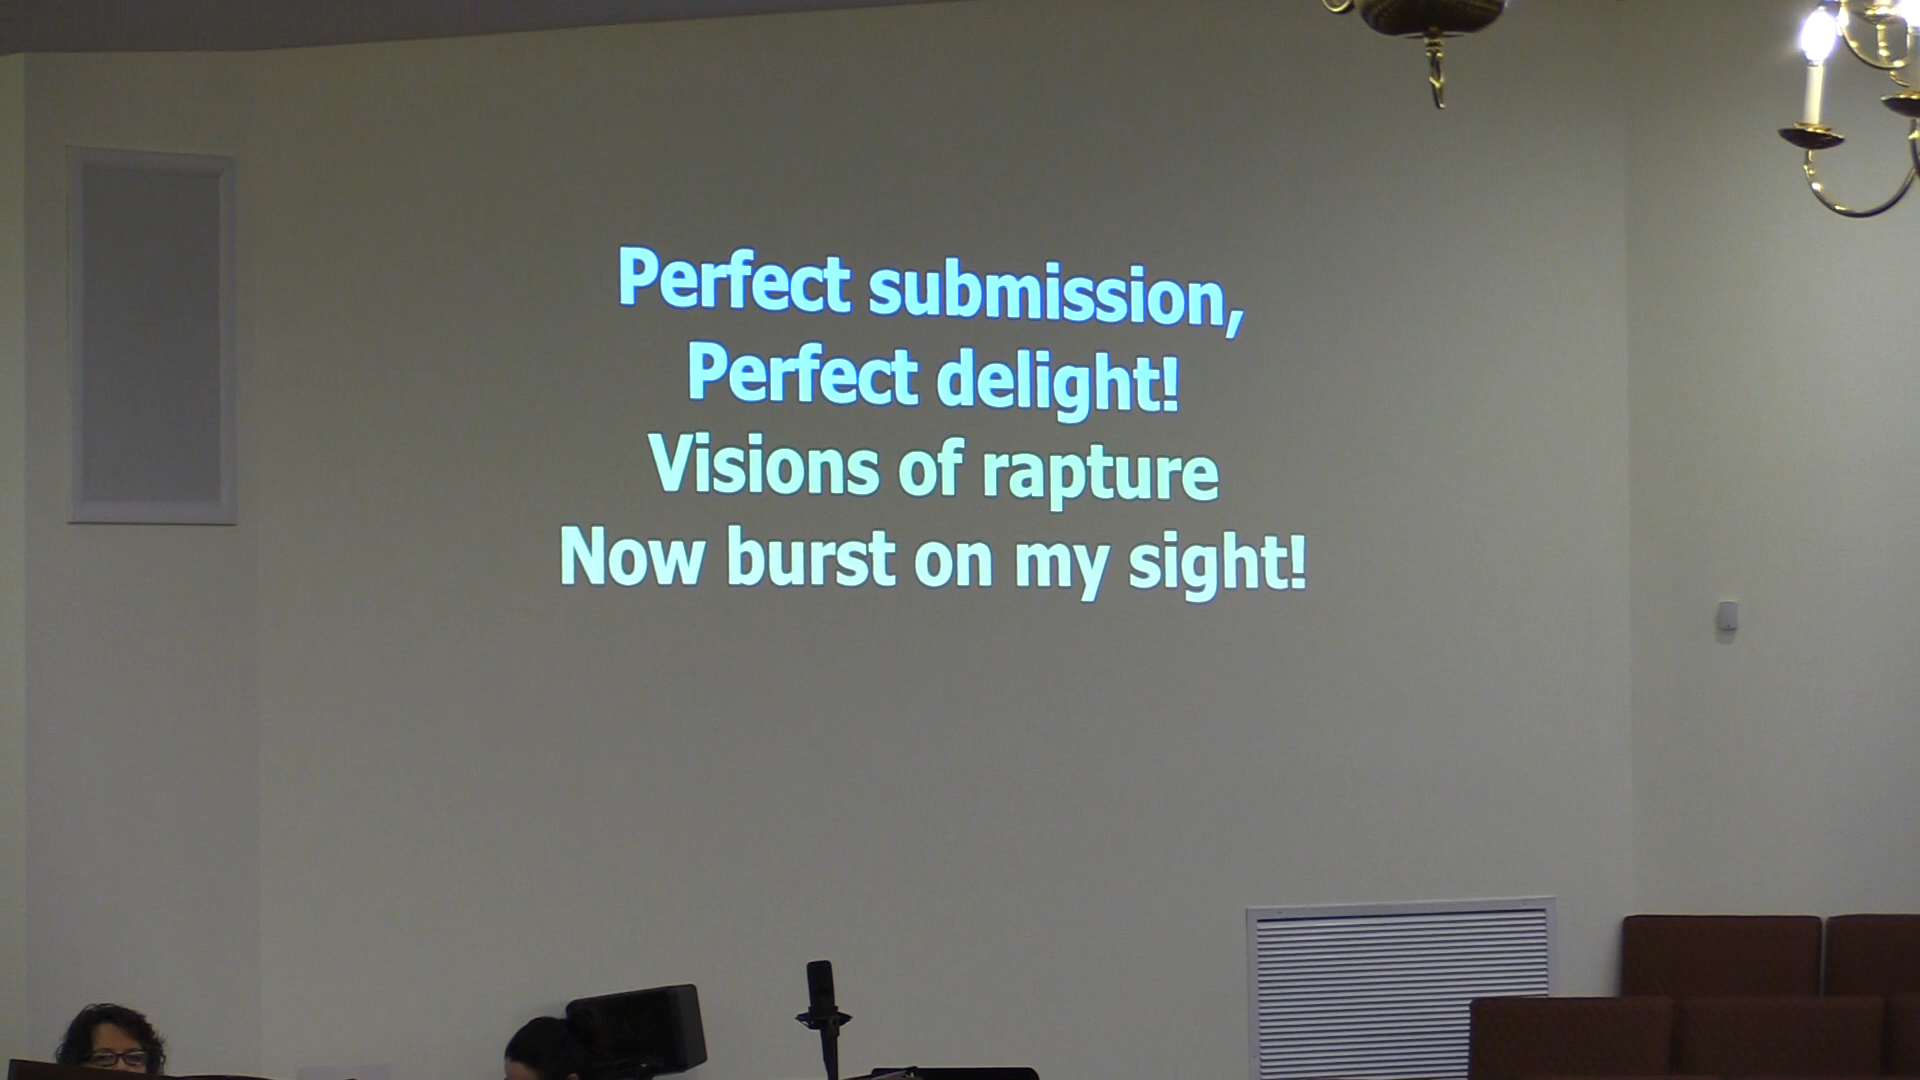 Perfect submission,
Perfect delight!
Visions of rapture
Now burst on my sight!